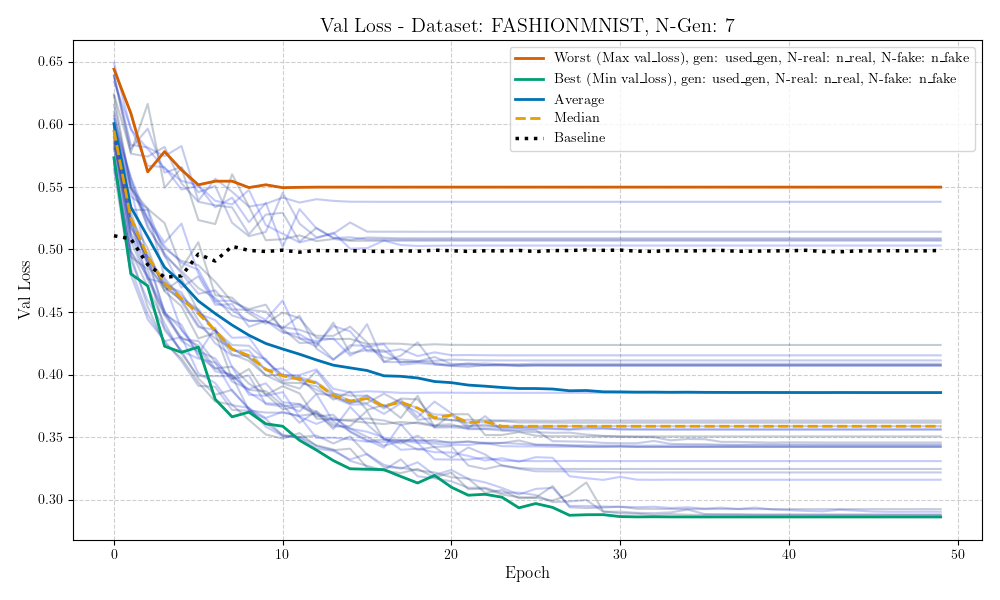 Val Loss - Dataset: FASHIONMNIST, N-Gen: 7
Worst (Max val_loss), gen: used_gen, N-real: n_real, N-fake: n_fake
Best (Min val_loss), gen: used_gen, N-real: n_real, N-fake: n_fake
Average
Median
Baseline
Val Loss
0.65
0.60
0.55
0.50
0.45
0.40
0.35
0.30
0 10 20 30 40 50
Epoch